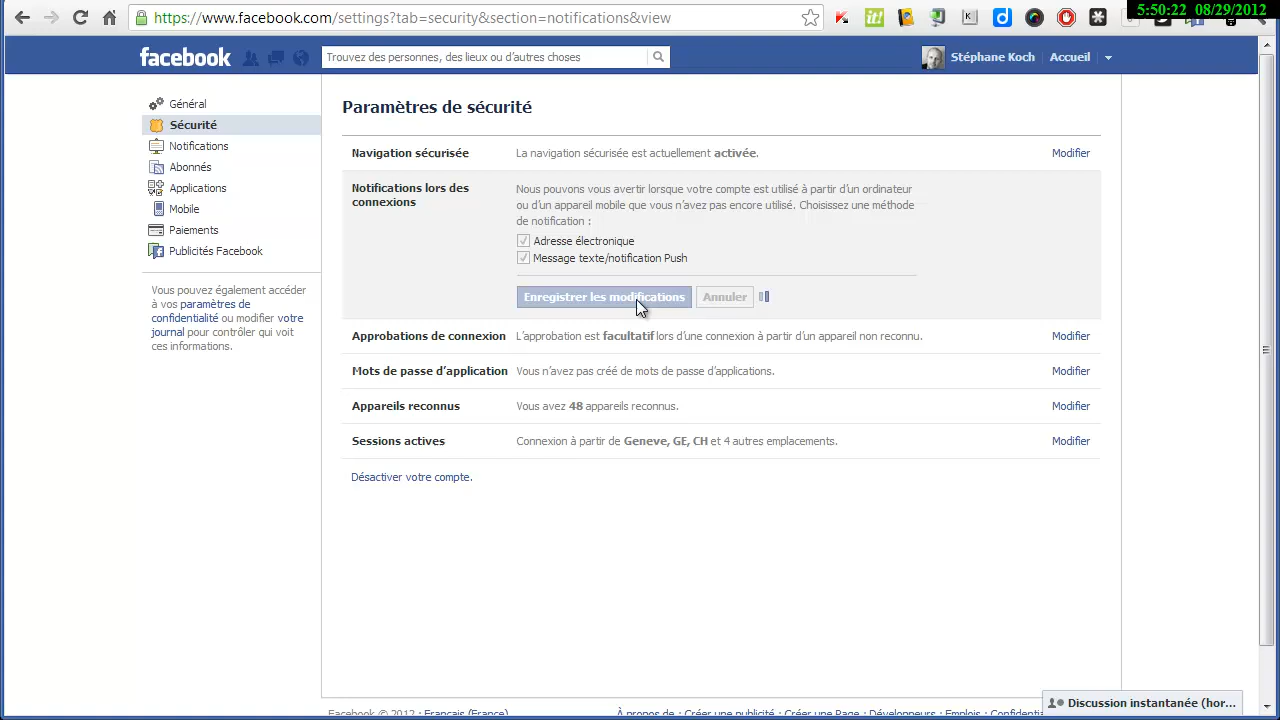 https://www.facebook.com/settings?tab=security&section=notifications&view
5:50:22 08/29/2012
facebook
Trouvez des personnes, des lieux ou d'autres choses
Stéphane Koch
Accueil
Général
Sécurité
Notifications
Abonnés
Applications
Mobile
Paiements
Publicités Facebook
Vous pouvez également accéder
à vos paramètres de
confidentialité ou modifier votre
journal pour contrôler qui voit
ces informations.
Paramètres de sécurité
Navigation sécurisée
La navigation sécurisée est actuellement activée.
Modifier
Notifications lors des
connexions
Nous pouvons vous avertir lorsque votre compte est utilisé à partir d'un ordinateur
ou d'un appareil mobile que vous n'avez pas encore utilisé. Choisissez une méthode
de notification :
Adresse électronique
Message texte/notification Push
Enregistrer les modifications
Annuler
Approbations de connexion
L'approbation est facultatif lors d'une connexion à partir d'un appareil non reconnu.
Modifier
Mots de passe d'application
Vous n'avez pas créé de mots de passe d'applications.
Modifier
Appareils reconnus
Vous avez 48 appareils reconnus.
Modifier
Sessions actives
Connexion à partir de Geneve, GE, CH et 4 autres emplacements.
Modifier
Désactiver votre compte.
Facebook © 2012 · Français (France)
À propos de · Créer une publicité · Créer une Page · Développeurs · Emplois · Confidentia
Discussion instantanée (hor...